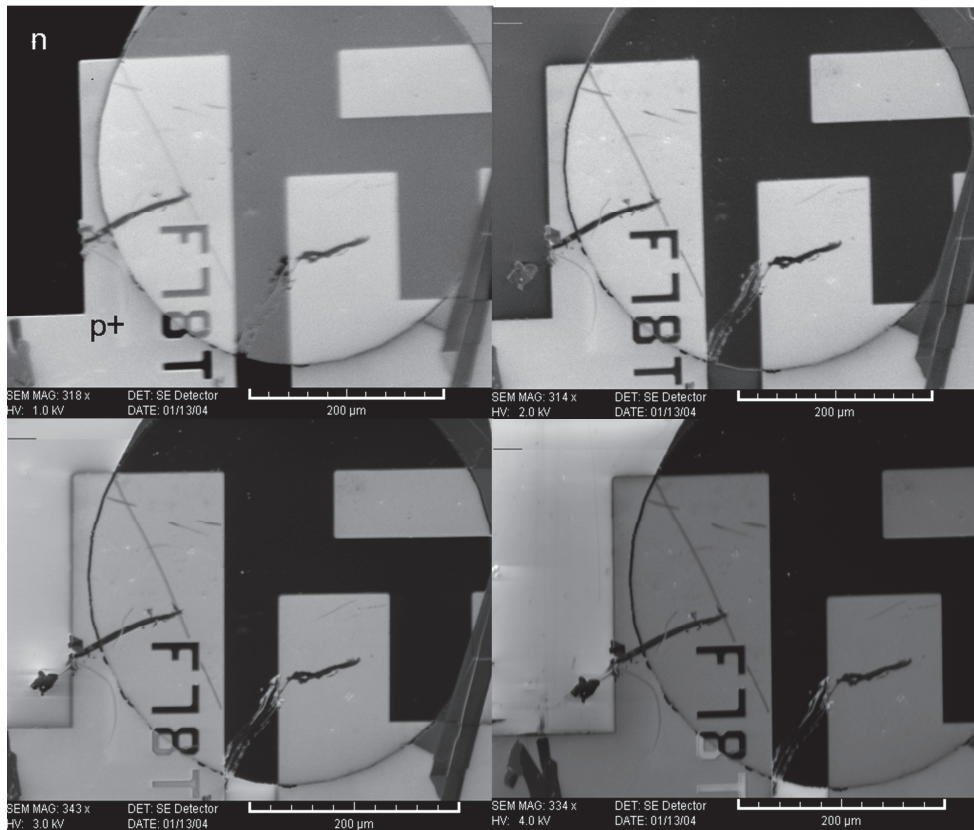 n
p+
F78T
SEM MAG: 318 x DET: SE Detector
HV: 1.0 kV DATE: 01/13/04 200 µm
F78T
SEM MAG: 314 x DET: SE Detector
HV: 2.0 kV DATE: 01/13/04 200 µm
F78T
SEM MAG: 343 x DET: SE Detector
HV: 3.0 kV DATE: 01/13/04 200 µm
F78T
SEM MAG: 334 x DET: SE Detector
HV: 4.0 kV DATE: 01/13/04 200 µm